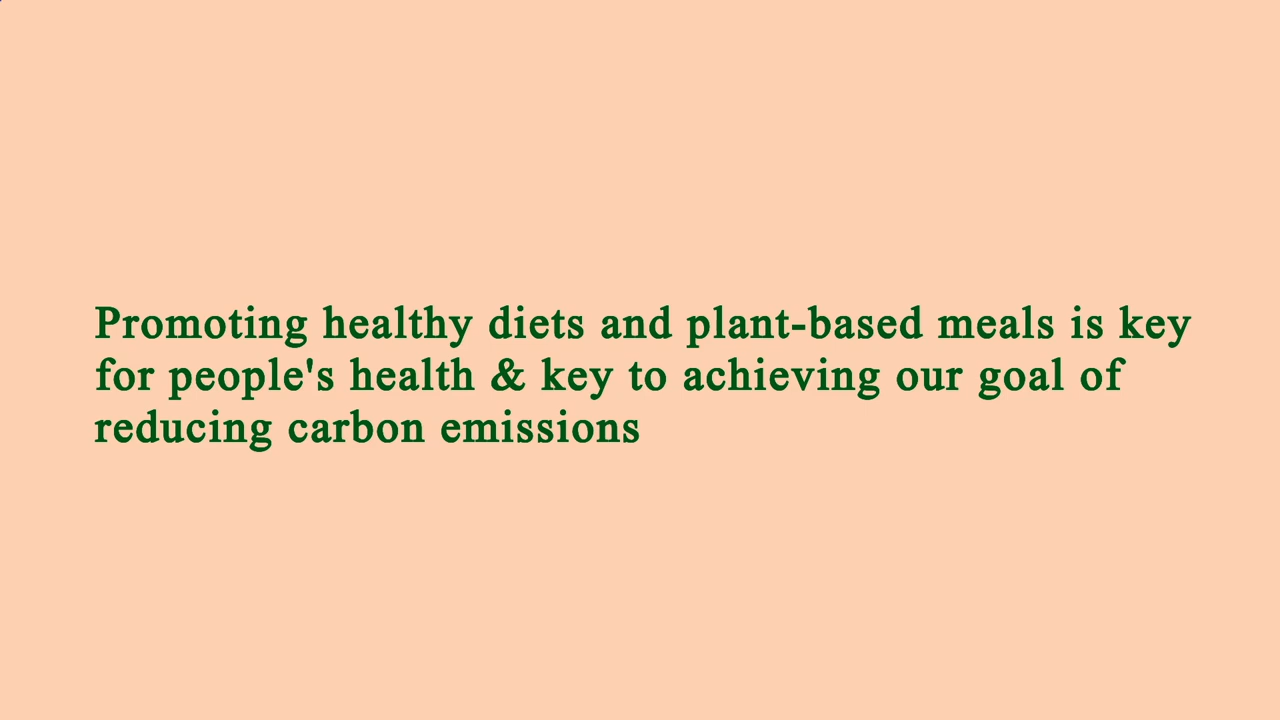 Promoting healthy diets and plant-based meals is key
for people's health & key to achieving our goal of
reducing carbon emissions